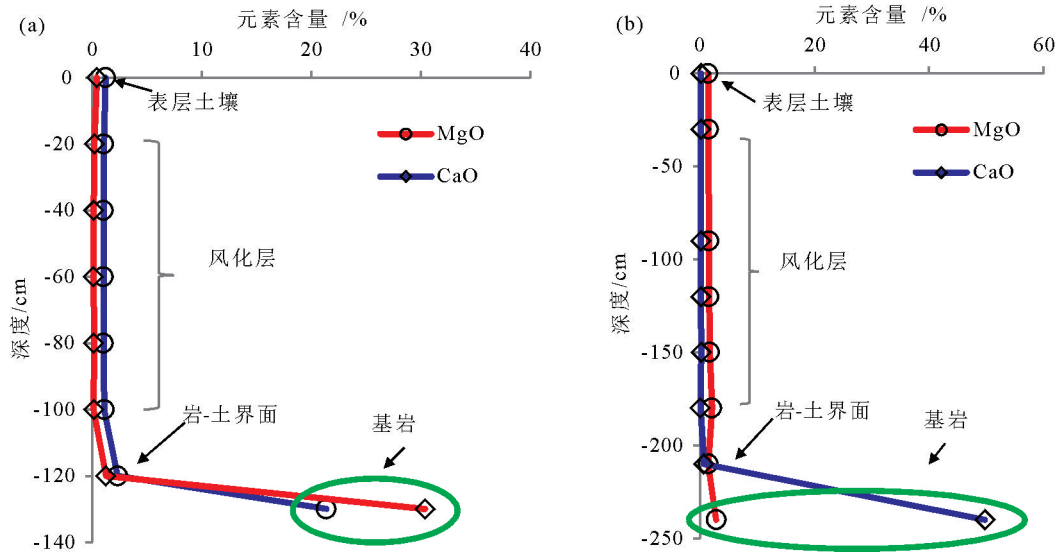 (a)
元素含量 /%
0 10 20 30 40
0
-20
-40
-60
-80
-100
-120
-140
深度/cm
表层土壤
MgO
CaO
风化层
岩-土界面
基岩
(b)
元素含量 /%
0 20 40 60
0
-50
-100
-150
-200
-250
深度/cm
表层土壤
MgO
CaO
风化层
岩-土界面
基岩